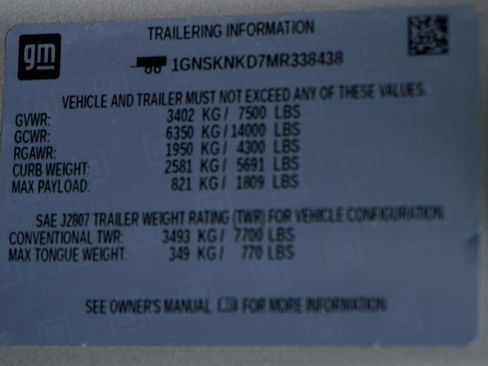 gm
TRAILERING INFORMATION
1GNSKNKD7MR338438
VEHICLE AND TRAILER MUST NOT EXCEED ANY OF THESE VALUES.
GVWR: 3402 KG / 7500 LBS
GCWR: 6350 KG / 14000 LBS
RGAWR: 1950 KG / 4300 LBS
CURB WEIGHT: 2581 KG / 5691 LBS
MAX PAYLOAD: 821 KG / 1809 LBS
SAE J2807 TRAILER WEIGHT RATING (TWR) FOR VEHICLE CONFIGURATION.
CONVENTIONAL TWR: 3493 KG / 7700 LBS
MAX TONGUE WEIGHT: 349 KG / 770 LBS
SEE OWNER'S MANUAL FOR MORE INFORMATION.